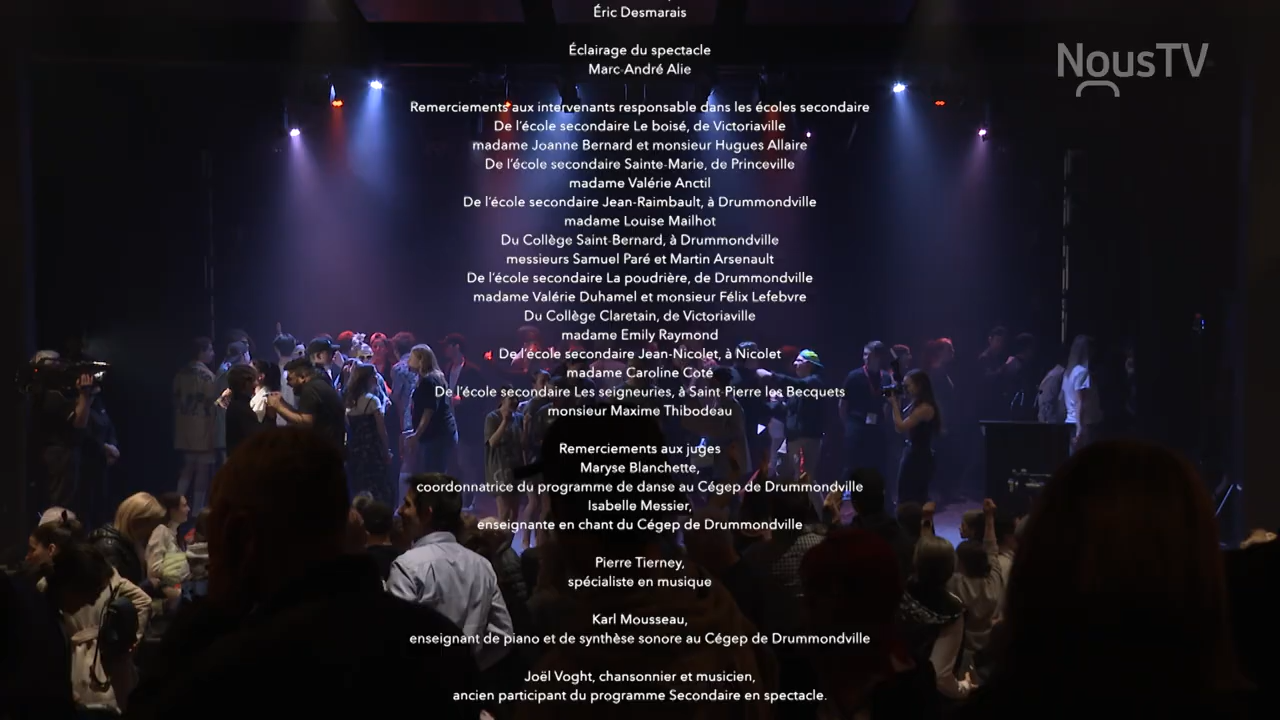 Éric Desmarais
Éclairage du spectacle
Marc-André Alie
NousTV
Remerciements aux intervenants responsable dans les écoles secondaire
De l'école secondaire Le boisé, de Victoriaville
madame Joanne Bernard et monsieur Hugues Allaire
De l'école secondaire Sainte-Marie, de Princeville
madame Valérie Anctil
De l'école secondaire Jean-Raimbault, à Drummondville
madame Louise Mailhot
Du Collège Saint-Bernard, à Drummondville
messieurs Samuel Paré et Martin Arsenault
De l'école secondaire La poudrière, de Drummondville
madame Valérie Duhamel et monsieur Félix Lefebvre
Du Collège Claretain, de Victoriaville
madame Emily Raymond
De l'école secondaire Jean-Nicolet, à Nicolet
madame Caroline Coté
De l'école secondaire Les seigneuries, à Saint-Pierre les Becquets
monsieur Maxime Thibodeau
Remerciements aux juges
Maryse Blanchette,
coordonnatrice du programme de danse au Cégep de Drummondville
Isabelle Messier,
enseignante en chant du Cégep de Drummondville
Pierre Tierney,
spécialiste en musique
Karl Mousseau,
enseignant de piano et de synthèse sonore au Cégep de Drummondville
Joël Voght, chansonnier et musicien,
ancien participant du programme Secondaire en spectacle.